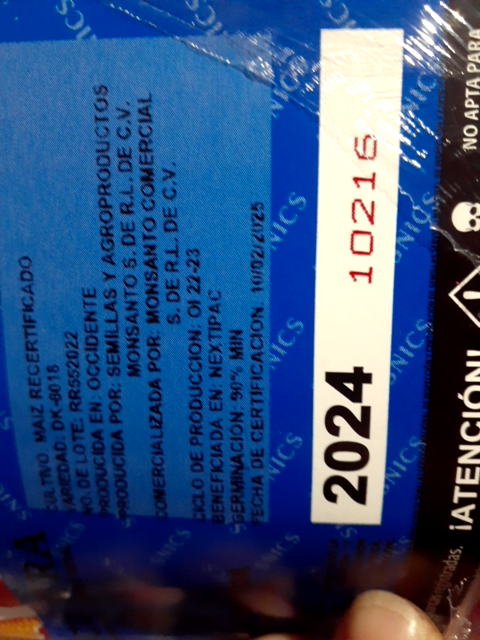 CULTIVO: MAIZ RECERTIFICADO
VARIEDAD: DK-8018
NO. DE LOTE: RR552022
PRODUCIDA EN: OCCIDENTE
PRODUCIDA POR: SEMILLAS Y AGROPRODUCTOS
MONSANTO S. DE R.L. DE C.V.
COMERCIALIZADA POR: MONSANTO COMERCIAL
S. DE R.L. DE C.V.
CICLO DE PRODUCCION: OI 22-23
BENEFICIADA EN: NEXTIPAC
GERMINACION: 90% MIN
FECHA DE CERTIFICACION: 10/02/2025
2024 10216
¡ATENCIÓN!
NO APTA PARA